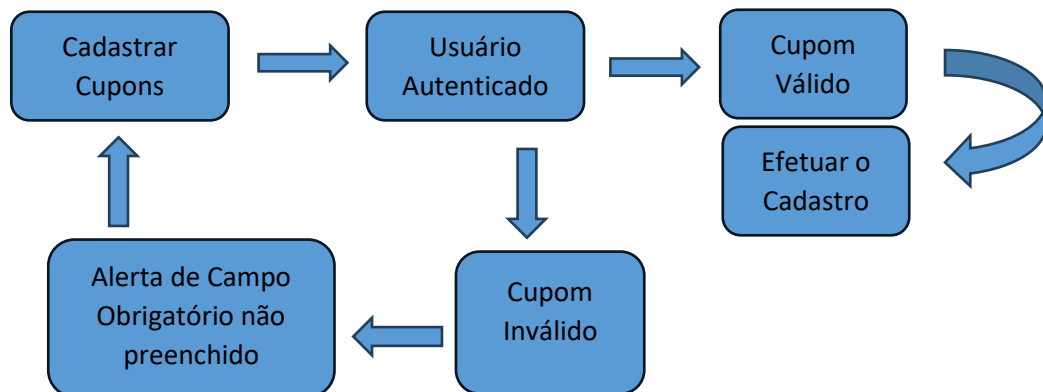 Cadastrar
Cupons
Usuário
Autenticado
Cupom
Válido
Efetuar o
Cadastro
Cupom
Inválido
Alerta de Campo
Obrigatório não
preenchido